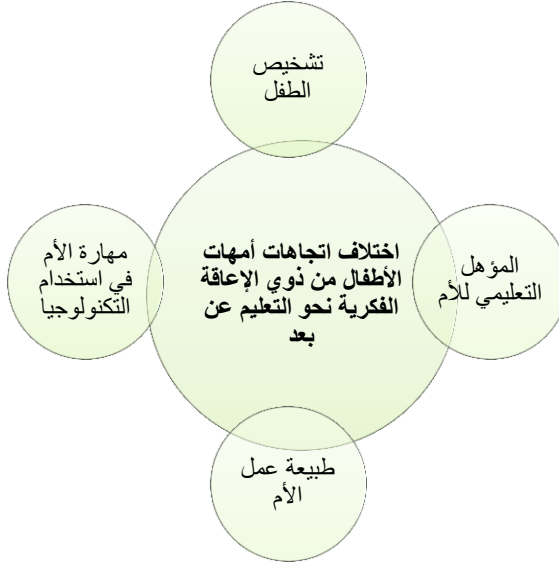 تشخيص
الطفل
اختلاف اتجاهات أمهات
الأطفال من ذوي الإعاقة
الفكرية نحو التعليم عن
بعد
المؤهل
التعليمي للأم
مهارة الأم
في استخدام
التكنولوجيا
طبيعة عمل
الأم